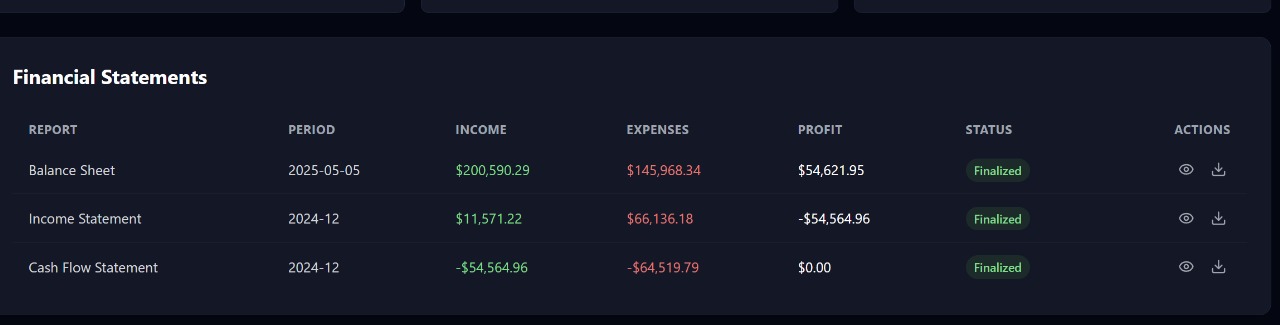 Financial Statements
REPORT PERIOD INCOME EXPENSES PROFIT STATUS ACTIONS
Balance Sheet 2025-05-05 $200,590.29 $145,968.34 $54,621.95 Finalized
Income Statement 2024-12 $11,571.22 $66,136.18 -$54,564.96 Finalized
Cash Flow Statement 2024-12 -$54,564.96 -$64,519.79 $0.00 Finalized